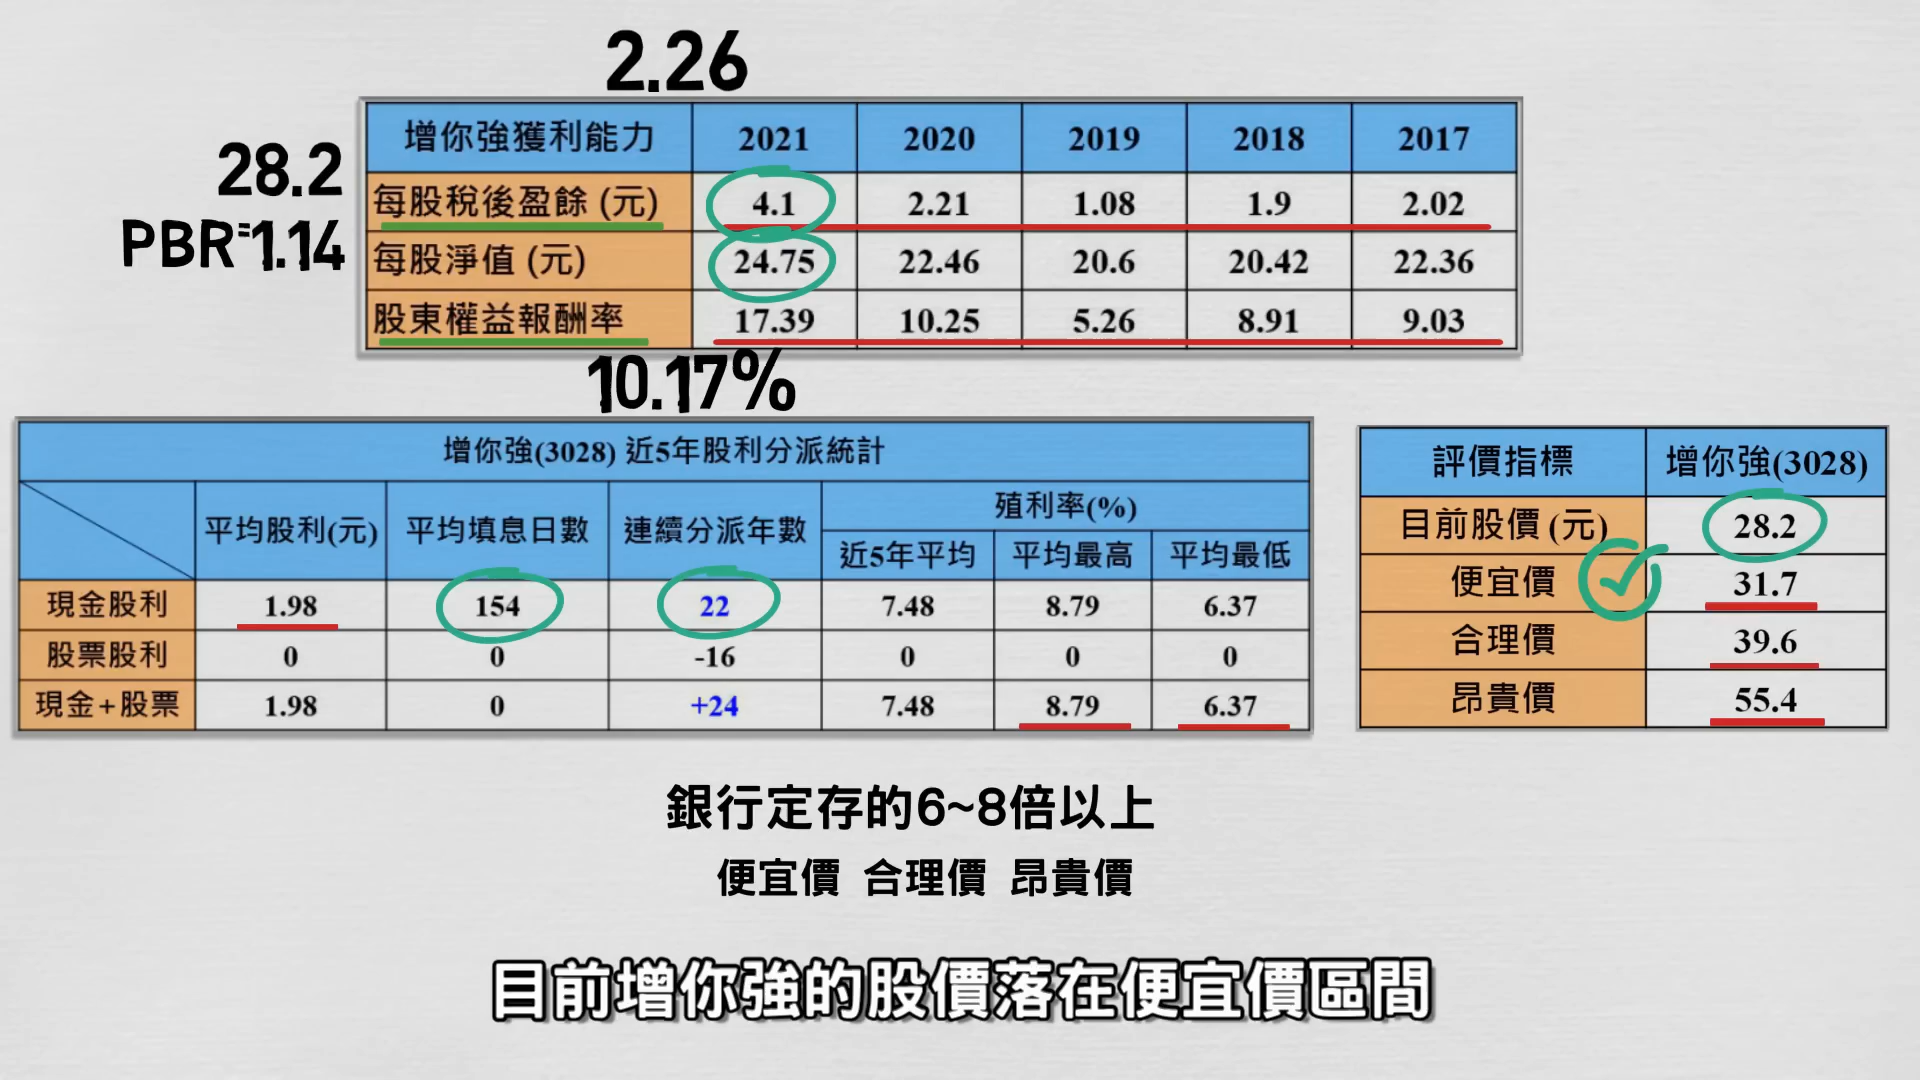 2.26
28.2
PBR=1.14
增你強獲利能力 2021 2020 2019 2018 2017
每股稅後盈餘 (元) 4.1 2.21 1.08 1.9 2.02
每股淨值 (元) 24.75 22.46 20.6 20.42 22.36
股東權益報酬率 17.39 10.25 5.26 8.91 9.03
10.17%
增你強(3028) 近5年股利分派統計
平均股利(元) 平均填息日數 連續分派年數 殖利率(%)
近5年平均 平均最高 平均最低
現金股利 1.98 154 22 7.48 8.79 6.37
股票股利 0 0 -16 0 0 0
現金+股票 1.98 0 +24 7.48 8.79 6.37
評價指標 增你強(3028)
目前股價 (元) 28.2
便宜價 31.7
合理價 39.6
昂貴價 55.4
銀行定存的6~8倍以上
便宜價 合理價 昂貴價
目前增你強的股價落在便宜價區間